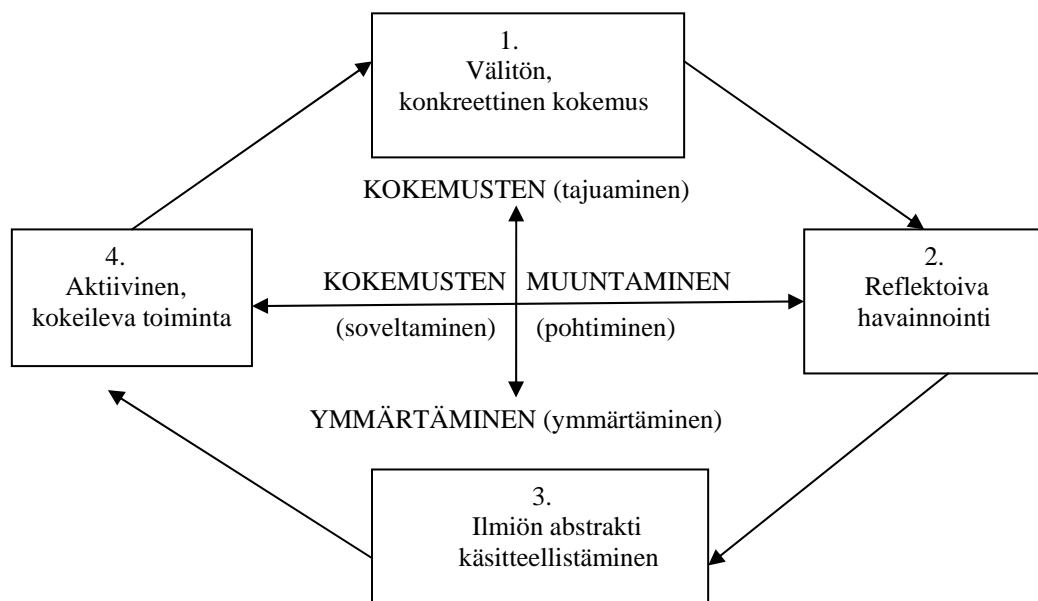 1.
Välitön,
konkreettinen kokemus
KOKEMUSTEN (tajuaminen)
4.
Aktiivinen,
kokeileva toiminta
KOKEMUSTEN MUUNTAMINEN
(soveltaminen) (pohtiminen)
2.
Reflektoiva
havainnointi
YMMÄRTÄMINEN (ymmärtäminen)
3.
Ilmiön abstrakti
käsitteellistäminen